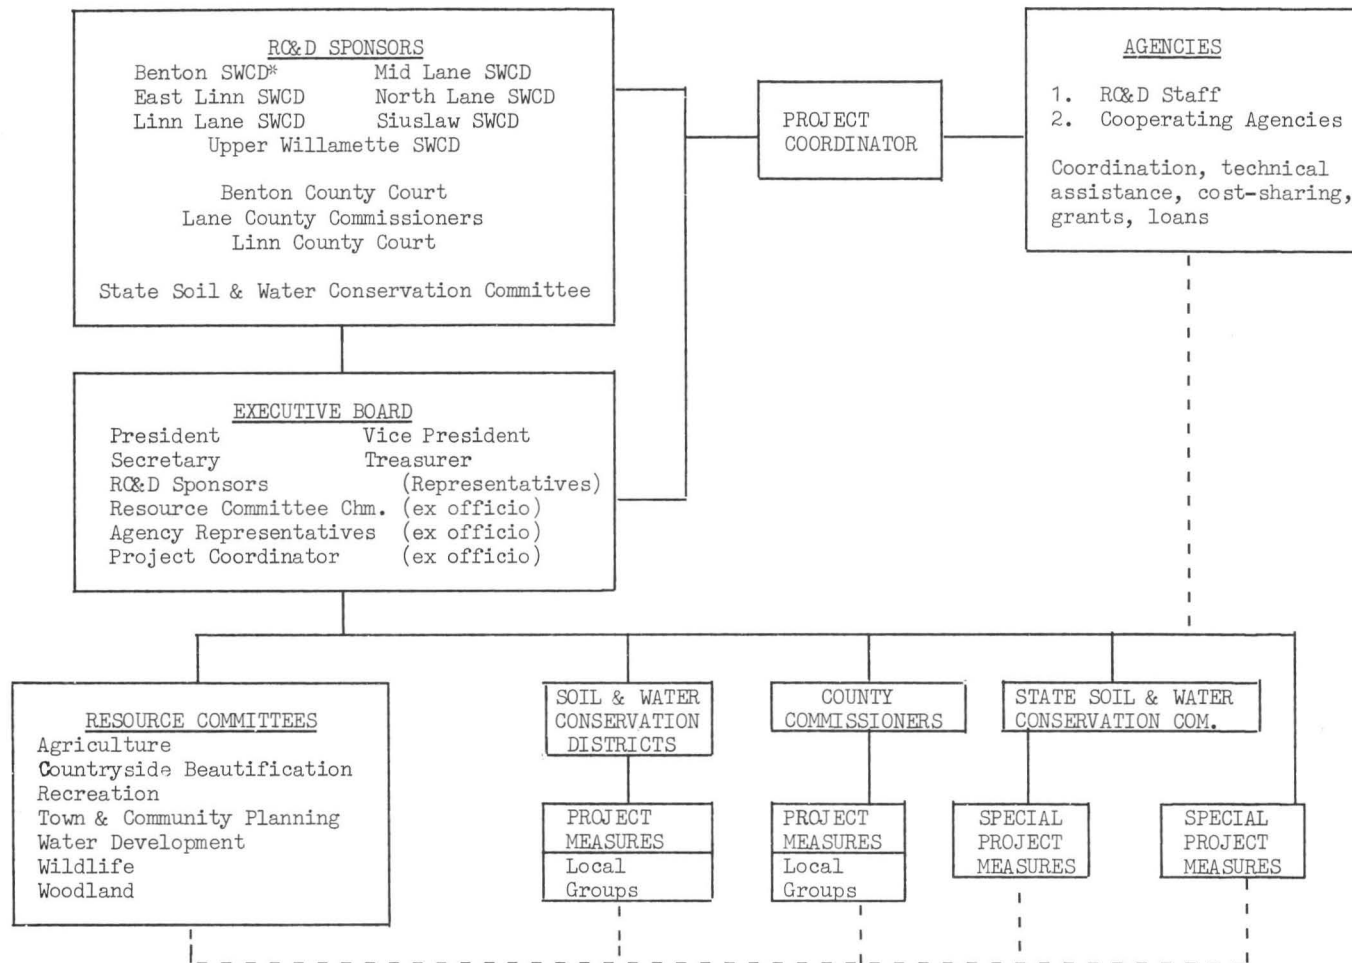 RC&D SPONSORS
Benton SWCD* Mid Lane SWCD
East Linn SWCD North Lane SWCD
Linn Lane SWCD Siuslaw SWCD
Upper Willamette SWCD
Benton County Court
Lane County Commissioners
Linn County Court
State Soil & Water Conservation Committee
PROJECT
COORDINATOR
AGENCIES
1. RC&D Staff
2. Cooperating Agencies
Coordination, technical
assistance, cost-sharing,
grants, loans
EXECUTIVE BOARD
President Vice President
Secretary Treasurer
RC&D Sponsors (Representatives)
Resource Committee Chm. (ex officio)
Agency Representatives (ex officio)
Project Coordinator (ex officio)
RESOURCE COMMITTEES
Agriculture
Countryside Beautification
Recreation
Town & Community Planning
Water Development
Wildlife
Woodland
SOIL & WATER
CONSERVATION
DISTRICTS
PROJECT
MEASURES
Local
Groups
COUNTY
COMMISSIONERS
PROJECT
MEASURES
Local
Groups
STATE SOIL & WATER
CONSERVATION COM.
SPECIAL
PROJECT
MEASURES
SPECIAL
PROJECT
MEASURES